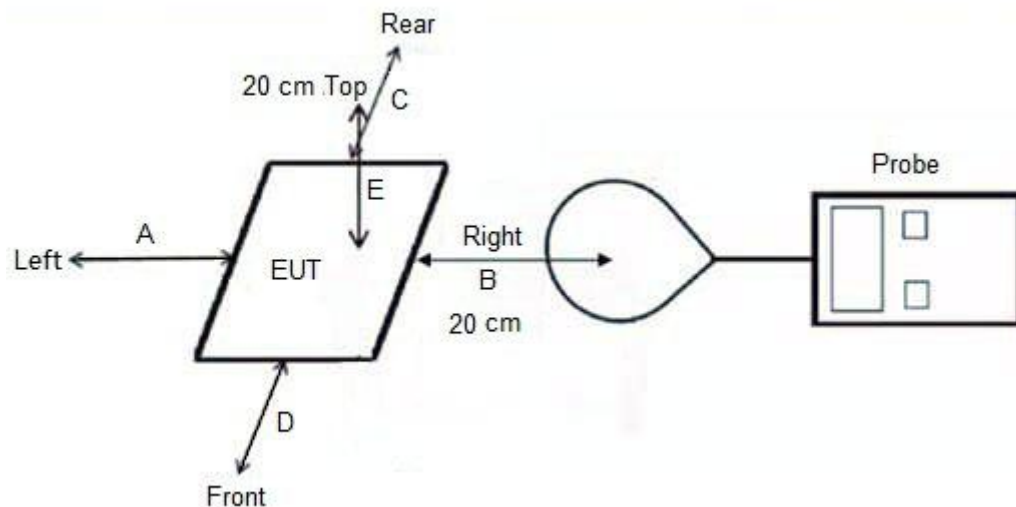 Rear
20 cm .Top
C
E
Probe
A
Left
EUT
Right
B
20 cm
D
Front